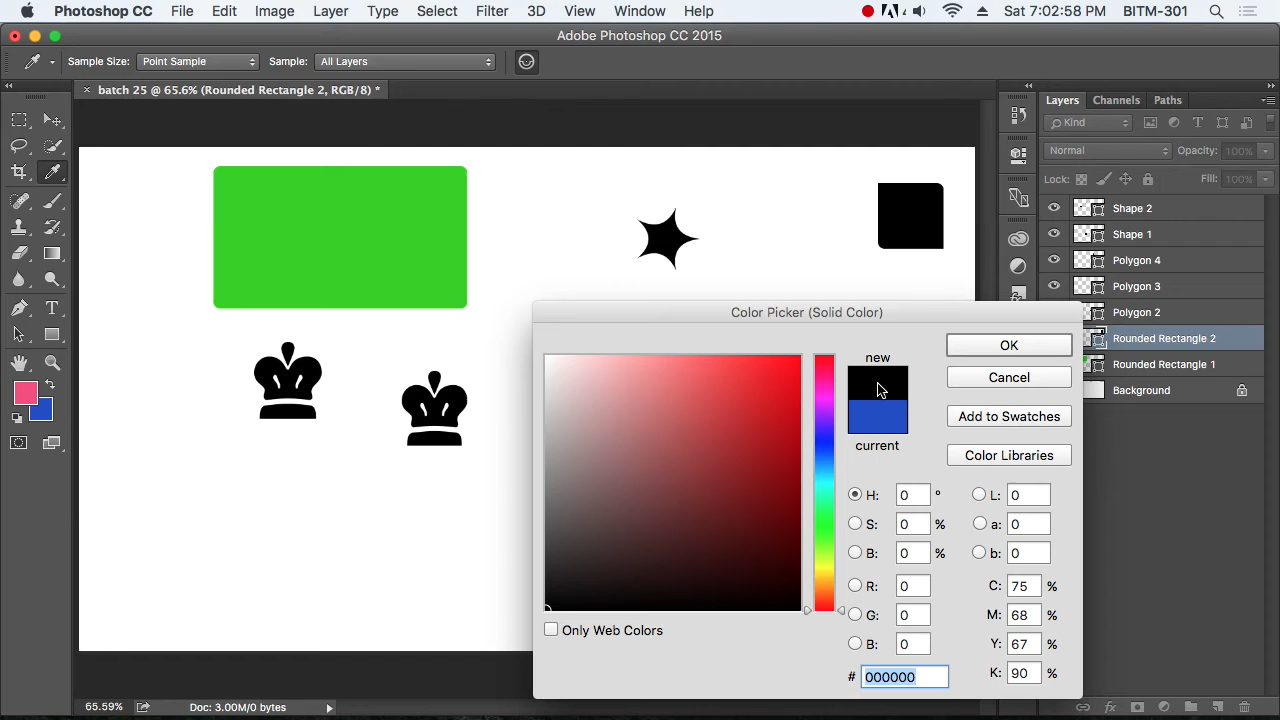 Photoshop CC File Edit Image Layer Type Select Filter 3D View Window Help Sat 7:02:58 PM BITM-301
Adobe Photoshop CC 2015
Sample Size: Point Sample Sample: All Layers
× batch 25 @ 65.6% (Rounded Rectangle 2, RGB/8) *
Layers Channels Paths
Kind
Normal Opacity: 100%
Lock: Fill: 100%
Shape 2
Shape 1
Polygon 4
Polygon 3
Polygon 2
Rounded Rectangle 2
Rounded Rectangle 1
Background
Color Picker (Solid Color)
new
current
OK
Cancel
Add to Swatches
Color Libraries
H: 0 ° L: 0
S: 0 % a: 0
B: 0 % b: 0
R: 0 C: 75 %
G: 0 M: 68 %
B: 0 Y: 67 %
# 000000 K: 90 %
Only Web Colors
65.59% Doc: 3.00M/0 bytes